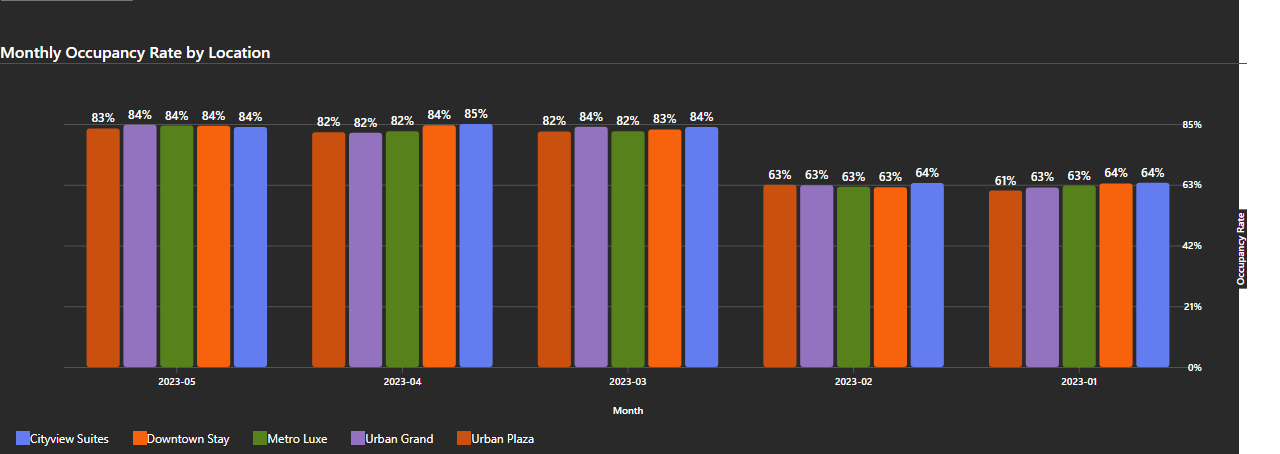 Monthly Occupancy Rate by Location
83% 84% 84% 84% 84% 82% 82% 82% 84% 85% 82% 84% 82% 83% 84% 63% 63% 63% 63% 64% 61% 63% 63% 64% 64%
85%
63%
42%
21%
0%
Occupancy Rate
2023-05 2023-04 2023-03 2023-02 2023-01
Month
Cityview Suites Downtown Stay Metro Luxe Urban Grand Urban Plaza